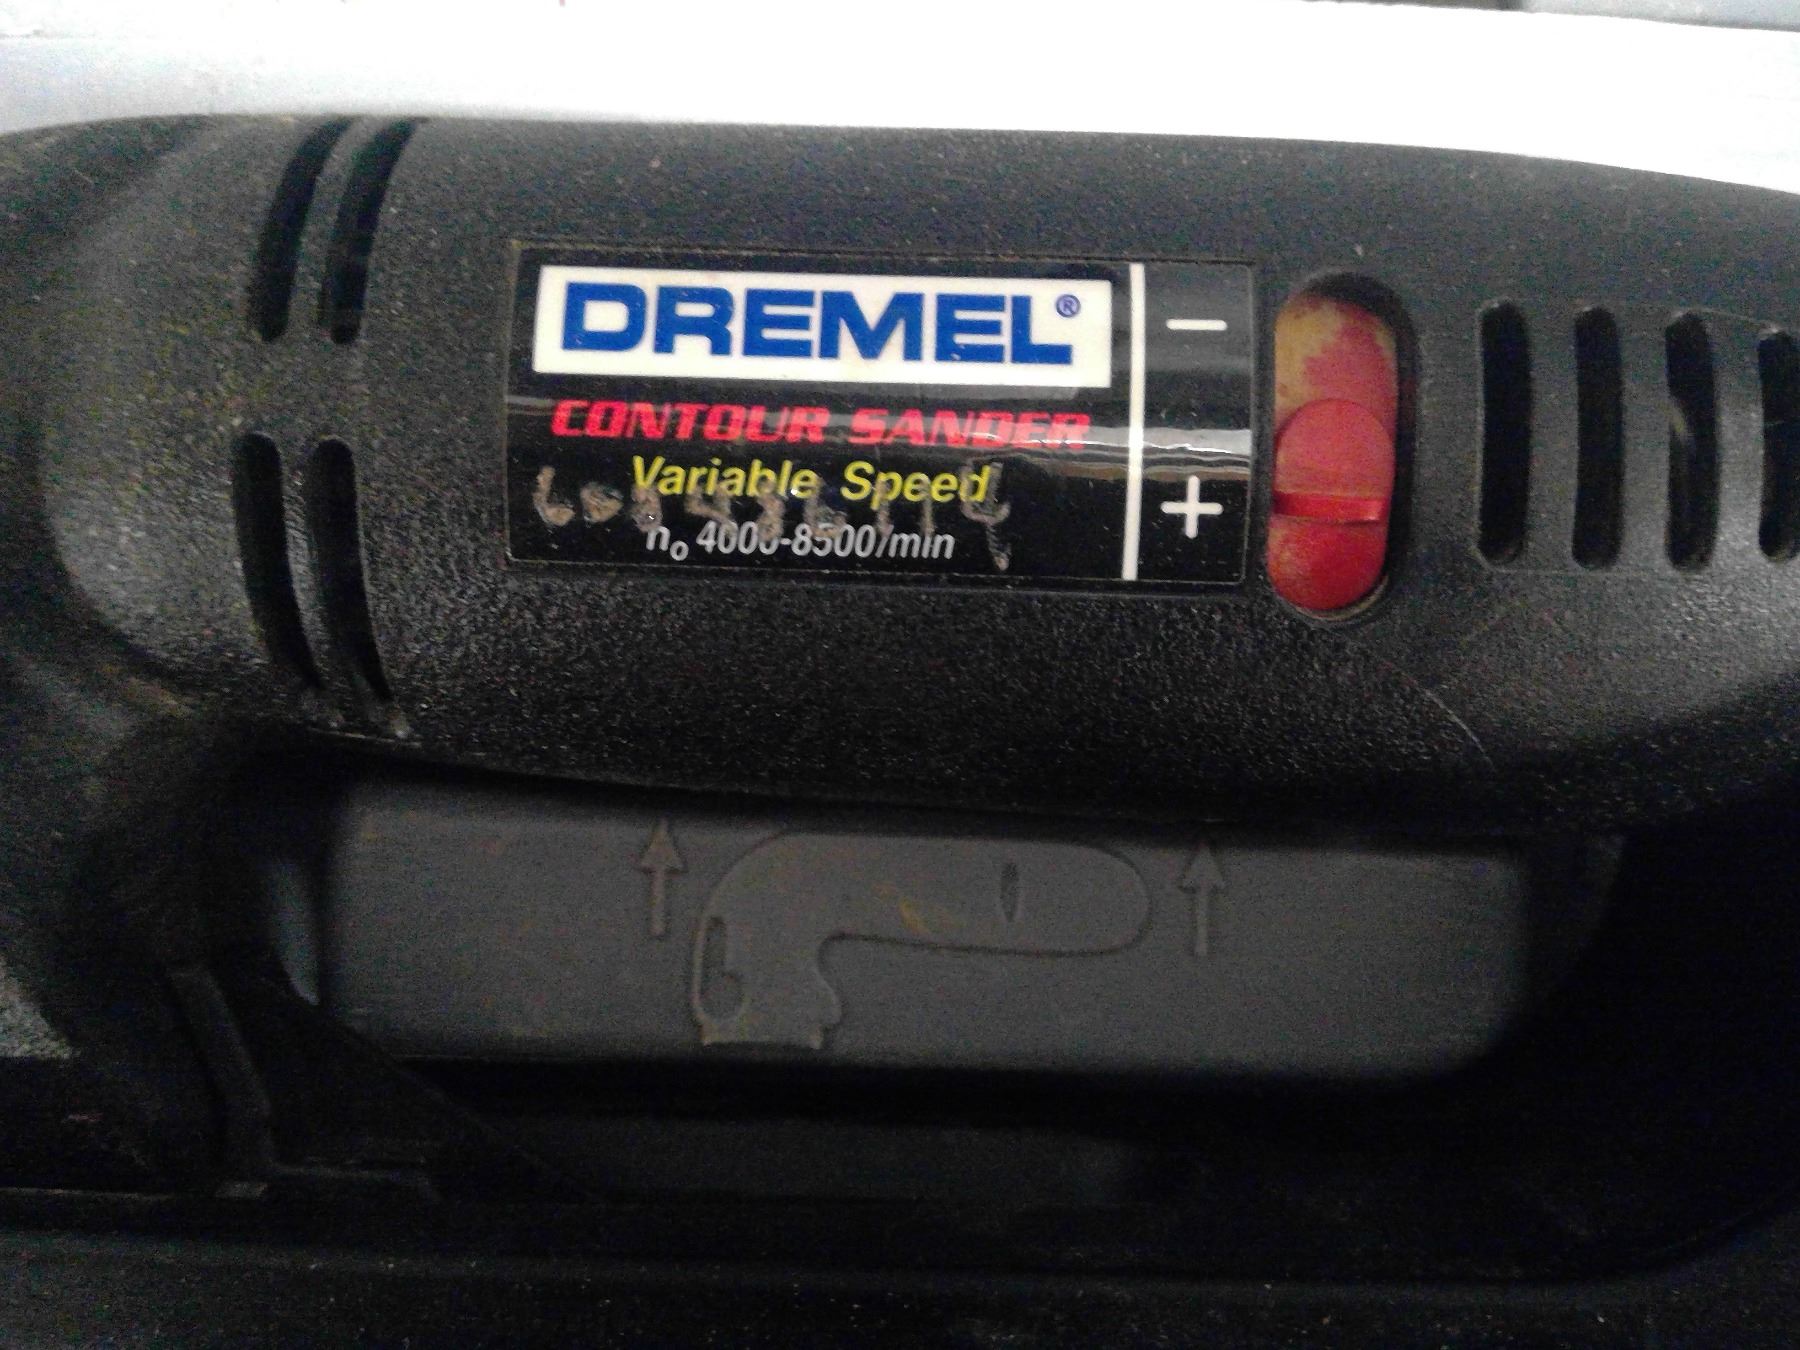 DREMEL®
CONTOUR SANDER
Variable Speed
n₀ 4000-8500/min
−
+